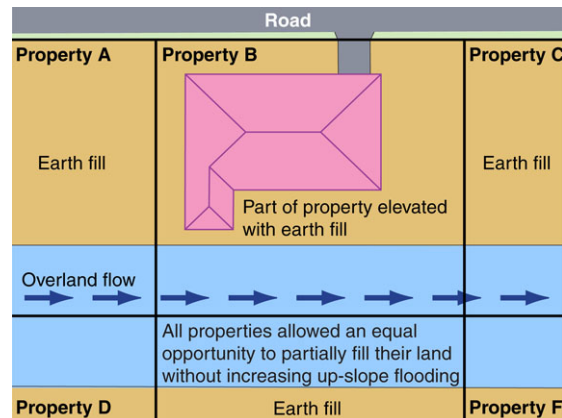 Road
Property A
Property B
Property C
Earth fill
Earth fill
Part of property elevated
with earth fill
Overland flow
All properties allowed an equal
opportunity to partially fill their land
without increasing up-slope flooding
Property D
Earth fill
Property F